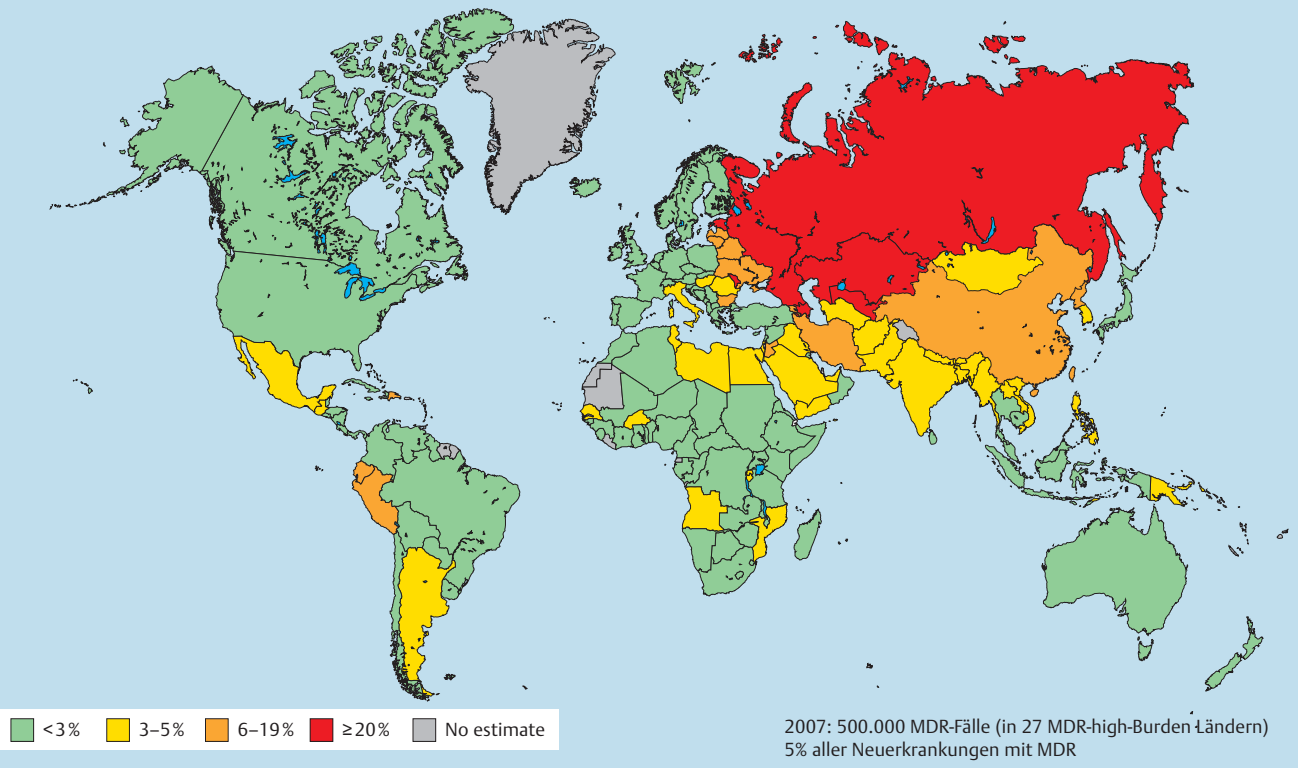 <3% 3–5% 6–19% ≥20% No estimate
2007: 500.000 MDR-Fälle (in 27 MDR-high-Burden Ländern)
5% aller Neuerkrankungen mit MDR